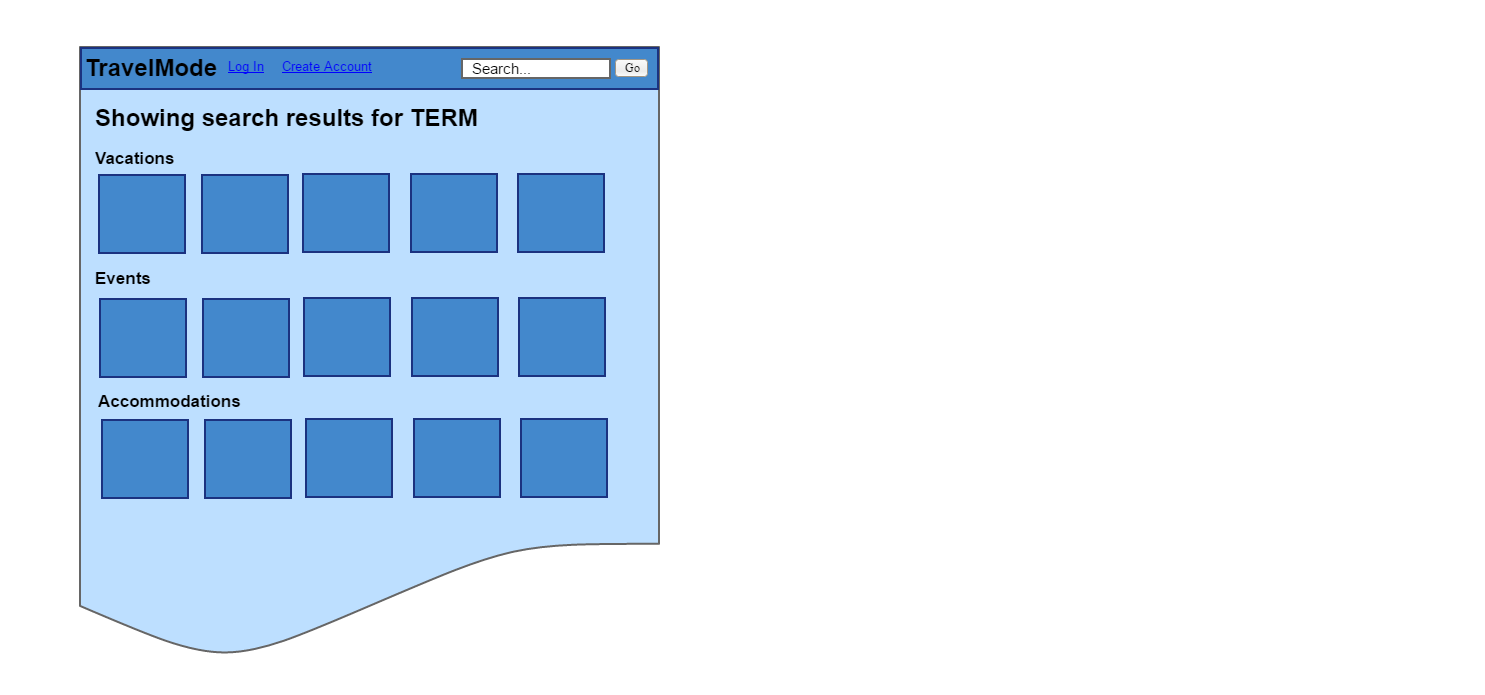 TravelMode Log In Create Account Search... Go
Showing search results for TERM
Vacations
Events
Accommodations